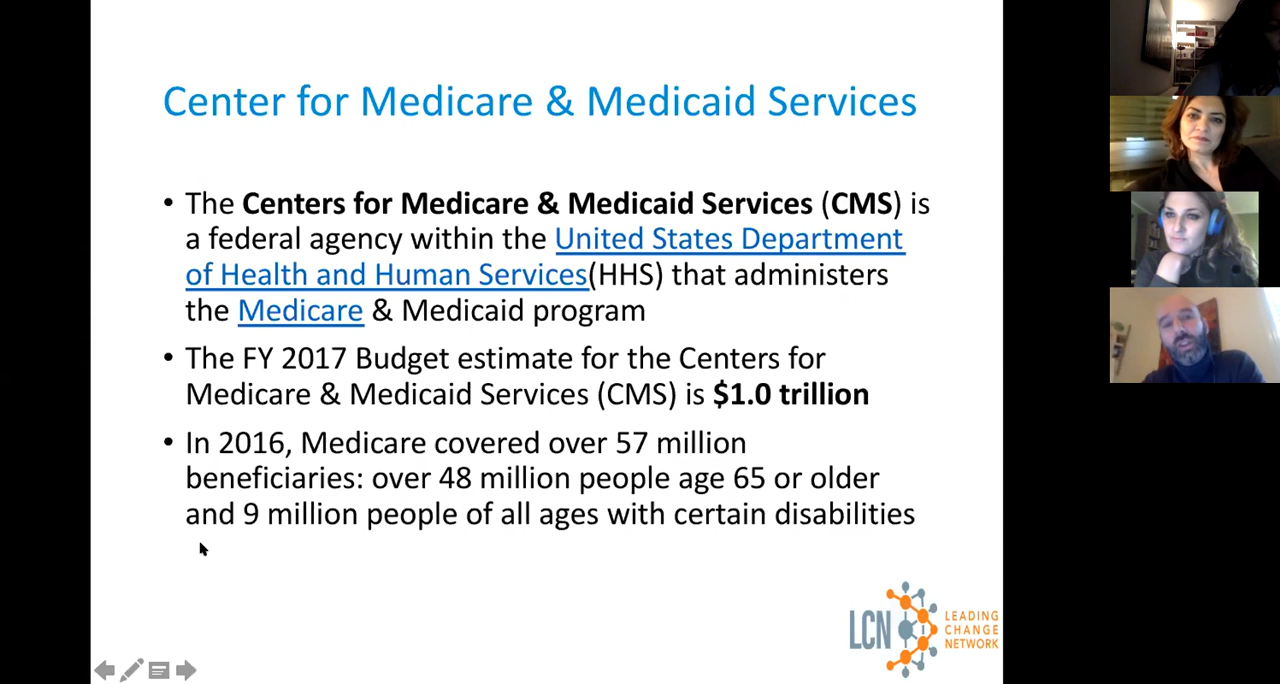 Center for Medicare & Medicaid Services
• The Centers for Medicare & Medicaid Services (CMS) is
a federal agency within the United States Department
of Health and Human Services(HHS) that administers
the Medicare & Medicaid program
• The FY 2017 Budget estimate for the Centers for
Medicare & Medicaid Services (CMS) is $1.0 trillion
• In 2016, Medicare covered over 57 million
beneficiaries: over 48 million people age 65 or older
and 9 million people of all ages with certain disabilities
LCN
LEADING
CHANGE
NETWORK